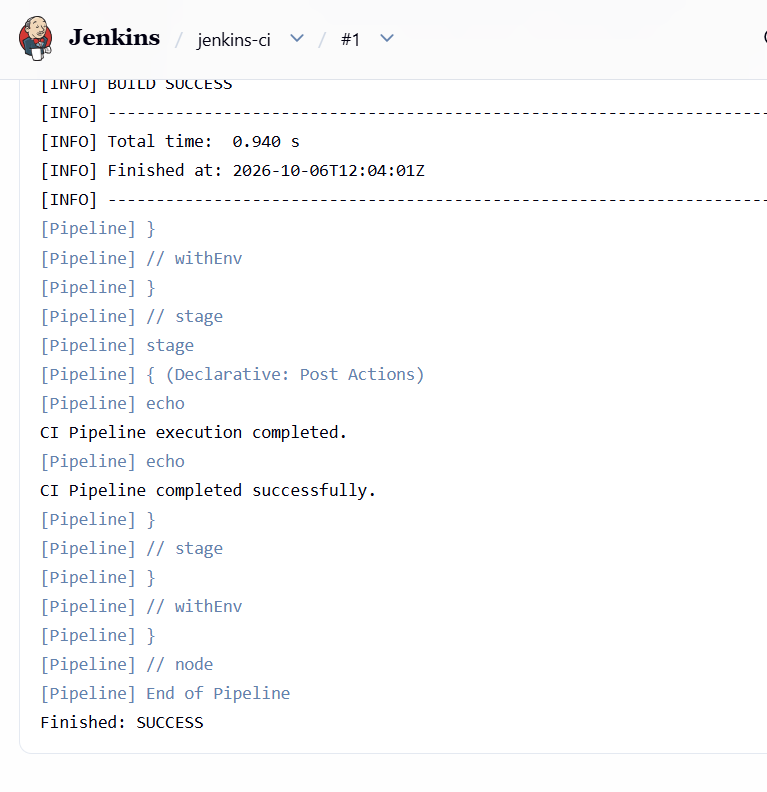 Jenkins / jenkins-ci / #1
[INFO] BUILD SUCCESS
[INFO] ------------------------------------------------------------------------
[INFO] Total time:  0.940 s
[INFO] Finished at: 2026-10-06T12:04:01Z
[INFO] ------------------------------------------------------------------------
[Pipeline] }
[Pipeline] // withEnv
[Pipeline] }
[Pipeline] // stage
[Pipeline] stage
[Pipeline] { (Declarative: Post Actions)
[Pipeline] echo
CI Pipeline execution completed.
[Pipeline] echo
CI Pipeline completed successfully.
[Pipeline] }
[Pipeline] // stage
[Pipeline] }
[Pipeline] // withEnv
[Pipeline] }
[Pipeline] // node
[Pipeline] End of Pipeline
Finished: SUCCESS